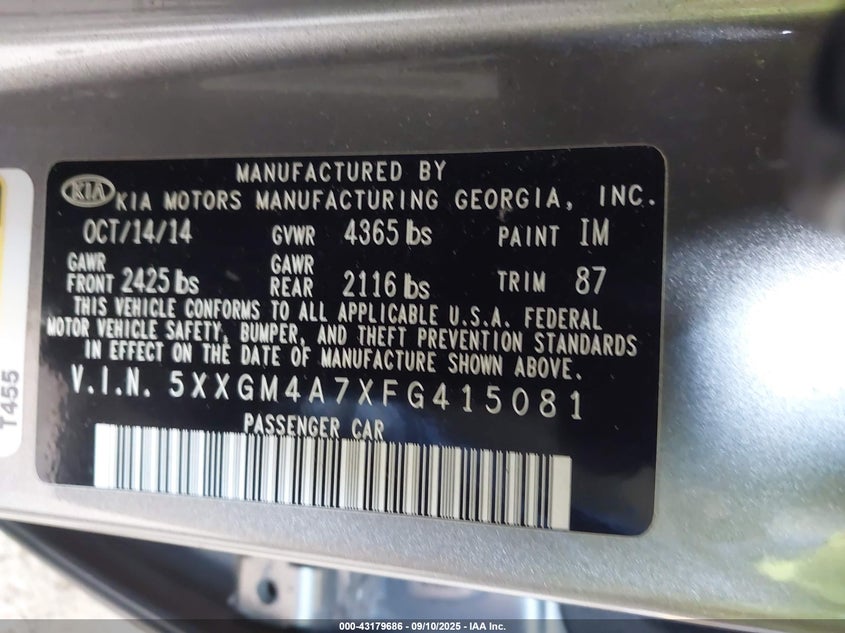 MANUFACTURED BY
KIA KIA MOTORS MANUFACTURING GEORGIA, INC.
OCT/14/14 GVWR 4365 lbs PAINT IM
GAWR FRONT 2425 lbs GAWR REAR 2116 lbs TRIM 87
THIS VEHICLE CONFORMS TO ALL APPLICABLE U.S.A. FEDERAL
MOTOR VEHICLE SAFETY, BUMPER, AND THEFT PREVENTION STANDARDS
IN EFFECT ON THE DATE OF MANUFACTURE SHOWN ABOVE.
V.I.N. 5XXGM4A7XFG415081
PASSENGER CAR
T455
000-43179686 - 09/10/2025 - IAA Inc.